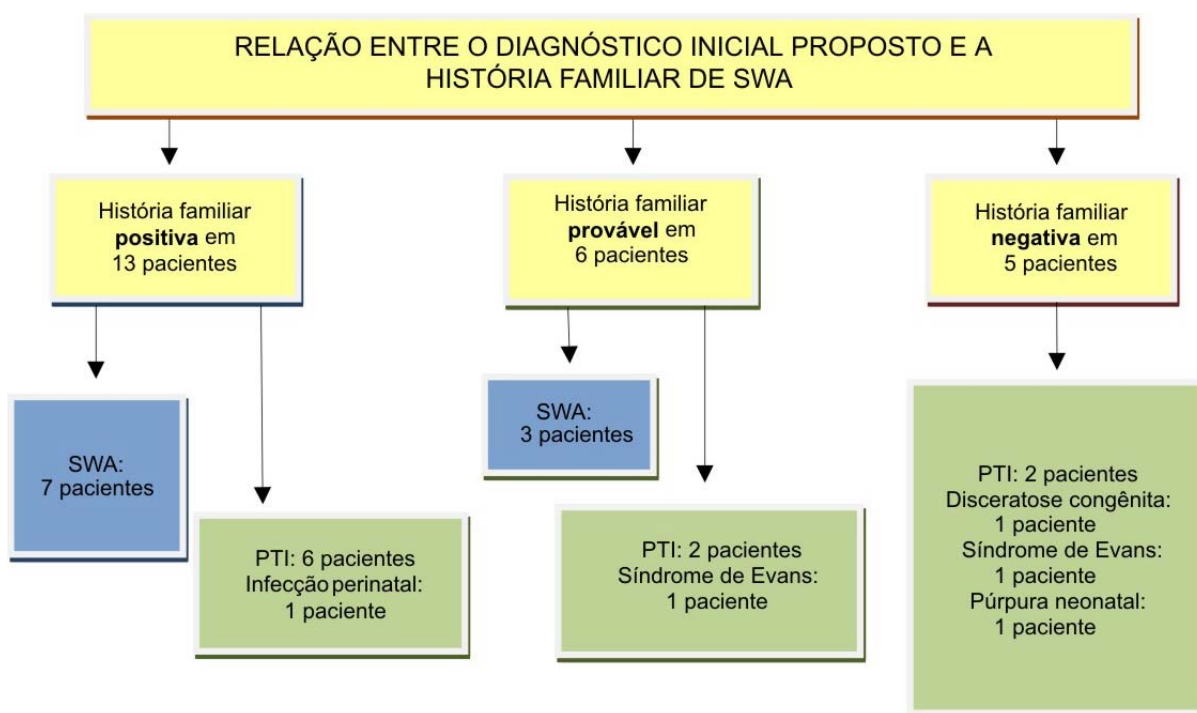 RELAÇÃO ENTRE O DIAGNÓSTICO INICIAL PROPOSTO E A
HISTÓRIA FAMILIAR DE SWA
História familiar
positiva em
13 pacientes
História familiar
provável em
6 pacientes
História familiar
negativa em
5 pacientes
SWA:
7 pacientes
PTI: 6 pacientes
Infecção perinatal:
1 paciente
SWA:
3 pacientes
PTI: 2 pacientes
Síndrome de Evans:
1 paciente
PTI: 2 pacientes
Disceratose congênita:
1 paciente
Síndrome de Evans:
1 paciente
Púrpura neonatal:
1 paciente